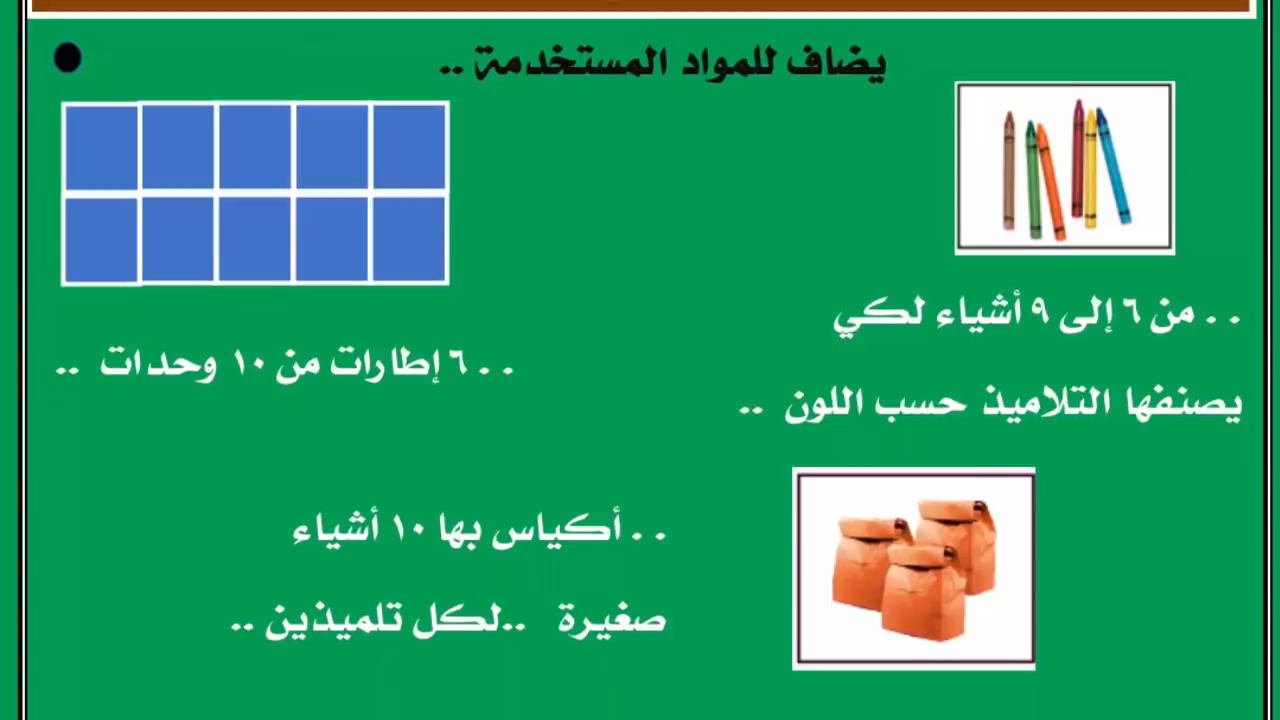 يضاف للمواد المستخدمة ..
. . من ٦ إلى ٩ أشياء لكي
يصنفها التلاميذ حسب اللون ..
. . ٦ إطارات من ١٠ وحدات ..
. . أكياس بها ١٠ أشياء
صغيرة ..لكل تلميذين ..